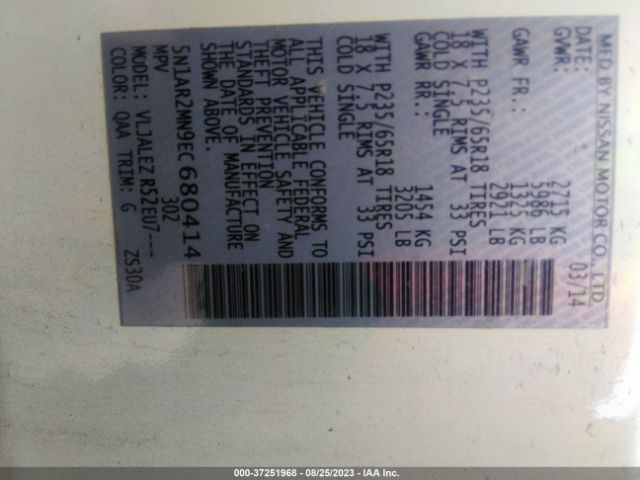 MFD BY NISSAN MOTOR CO., LTD.
DATE: 03/14
GVWR: 2715 KG
5986 LB
GAWR FR.: 1325 KG
2921 LB
WITH P235/65R18 TIRES
18 X 7.5 RIMS AT 33 PSI
COLD SINGLE
GAWR RR.: 1454 KG
3205 LB
WITH P235/65R18 TIRES
18 X 7.5 RIMS AT 33 PSI
COLD SINGLE
THIS VEHICLE CONFORMS TO
ALL APPLICABLE FEDERAL
MOTOR VEHICLE SAFETY AND
THEFT PREVENTION
STANDARDS IN EFFECT ON
THE DATE OF MANUFACTURE
SHOWN ABOVE.
5N1AR2MN9EC680414
MPV 302
MODEL: VLJALEZ R52EU7---
COLOR: QAA TRIM: G ZS30A
000-37251968 - 08/25/2023 - IAA Inc.